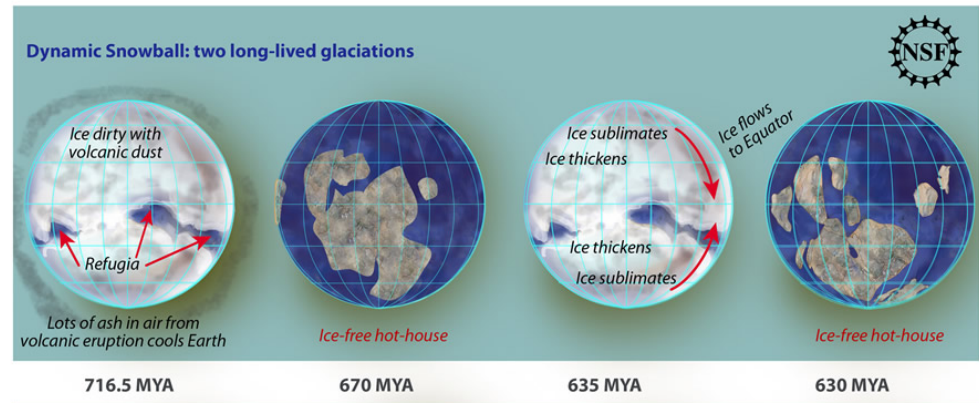 Dynamic Snowball: two long-lived glaciations
NSF
Ice dirty with
volcanic dust
Refugia
Lots of ash in air from
volcanic eruption cools Earth
Ice-free hot-house
Ice sublimates
Ice thickens
Ice flows
to Equator
Ice thickens
Ice sublimates
Ice-free hot-house
716.5 MYA
670 MYA
635 MYA
630 MYA